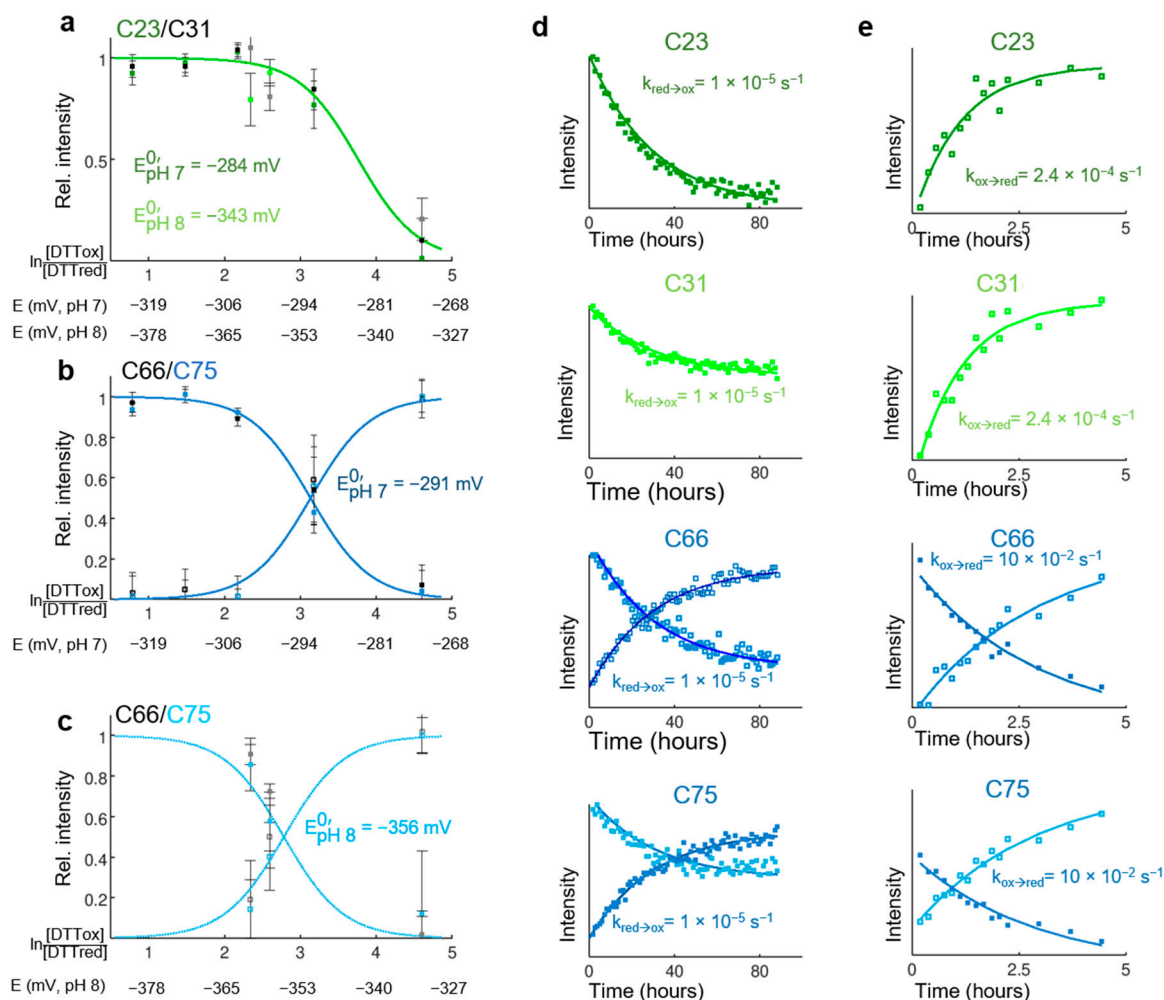 a
C23/C31
1
0.5
Rel. intensity
E⁰′ pH 7 = −284 mV
E⁰′ pH 8 = −343 mV
ln [DTTox]/[DTTred]
1 2 3 4 5
E (mV, pH 7) −319 −306 −294 −281 −268
E (mV, pH 8) −378 −365 −353 −340 −327
b
C66/C75
1
0.8
0.6
0.4
0.2
Rel. intensity
E⁰′ pH 7 = −291 mV
ln [DTTox]/[DTTred]
1 2 3 4 5
E (mV, pH 7) −319 −306 −294 −281 −268
c
C66/C75
1
0.8
0.6
0.4
0.2
Rel. intensity
E⁰′ pH 8 = −356 mV
ln [DTTox]/[DTTred]
1 2 3 4 5
E (mV, pH 8) −378 −365 −353 −340 −327
d
C23
k red→ox = 1 × 10⁻⁵ s⁻¹
Intensity
0 40 80
Time (hours)
C31
k red→ox = 1 × 10⁻⁵ s⁻¹
Intensity
0 40 80
Time (hours)
C66
k red→ox = 1 × 10⁻⁵ s⁻¹
Intensity
0 40 80
Time (hours)
C75
k red→ox = 1 × 10⁻⁵ s⁻¹
Intensity
0 40 80
Time (hours)
e
C23
k ox→red = 2.4 × 10⁻⁴ s⁻¹
Intensity
0 2.5 5
Time (hours)
C31
k ox→red = 2.4 × 10⁻⁴ s⁻¹
Intensity
0 2.5 5
Time (hours)
C66
k ox→red = 10 × 10⁻² s⁻¹
Intensity
0 2.5 5
Time (hours)
C75
k ox→red = 10 × 10⁻² s⁻¹
Intensity
0 2.5 5
Time (hours)